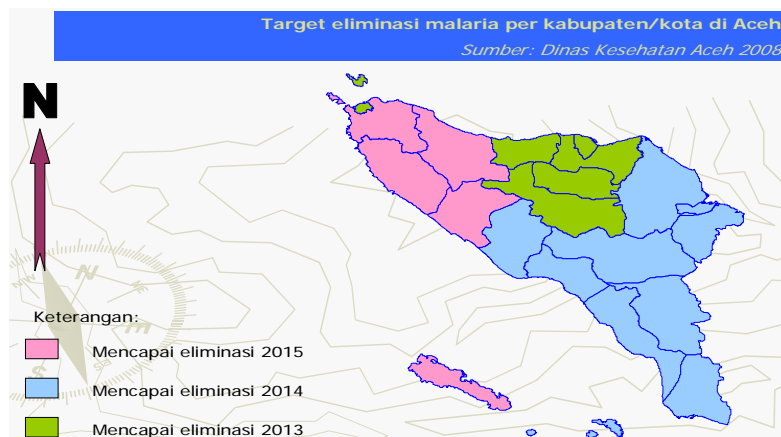 Target eliminasi malaria per kabupaten/kota di Aceh
Sumber: Dinas Kesehatan Aceh 2008
N
Keterangan:
Mencapai eliminasi 2015
Mencapai eliminasi 2014
Mencapai eliminasi 2013